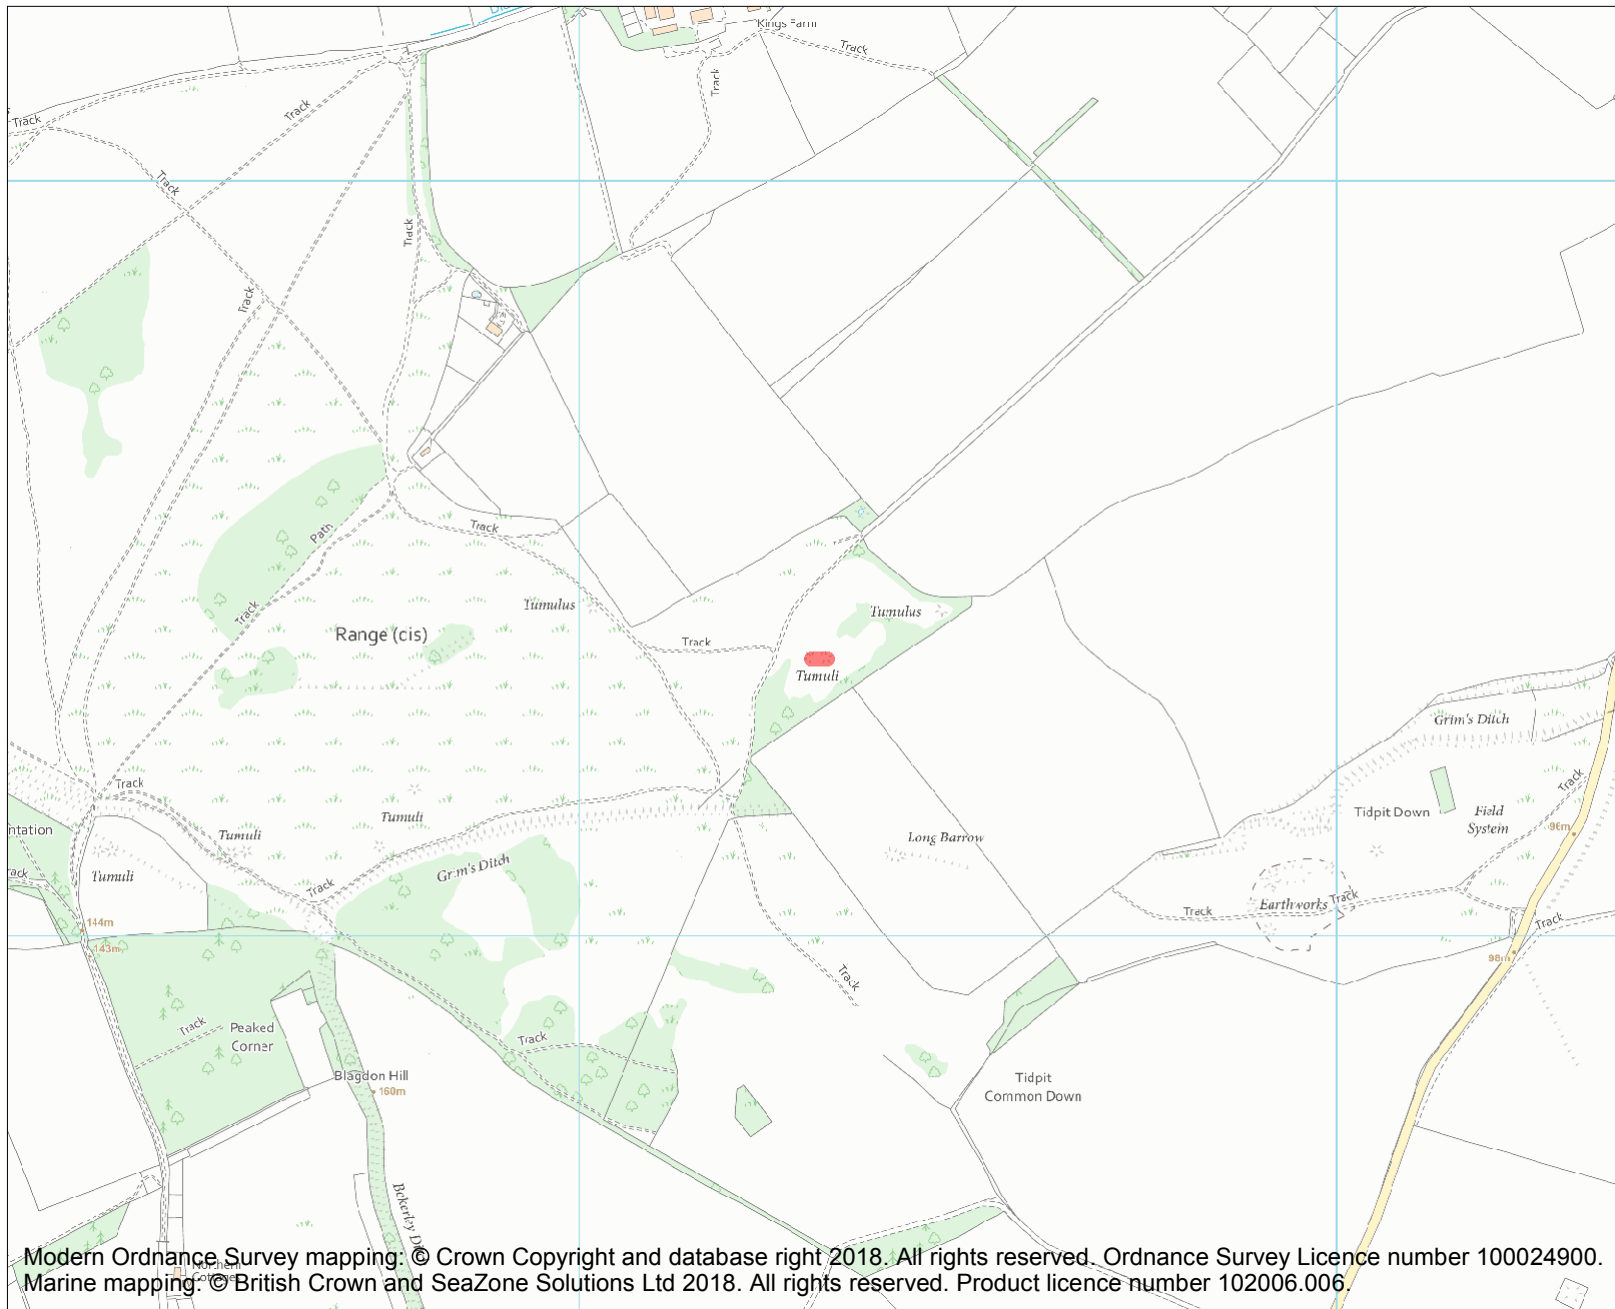 Kings Farm
Track
Track
Track
Track
Track
Track
Track
Path
Track
Track
Tumulus
Range (dis)
Track
Tumulus
Tumuli
Grim's Ditch
Track
Track
Tumuli
Tumuli
Tidpit Down
Field
System
96m
Long Barrow
Grim's Ditch
Tumuli
Track
Earthworks
Track
Track
144m
143m
Track
98m
Track
Track
Peaked
Corner
Track
Blagdon Hill
160m
Tidpit
Common Down
Modern Ordnance Survey mapping: © Crown Copyright and database right 2018. All rights reserved. Ordnance Survey Licence number 100024900.
Marine mapping: © British Crown and SeaZone Solutions Ltd 2018. All rights reserved. Product licence number 102006.006.